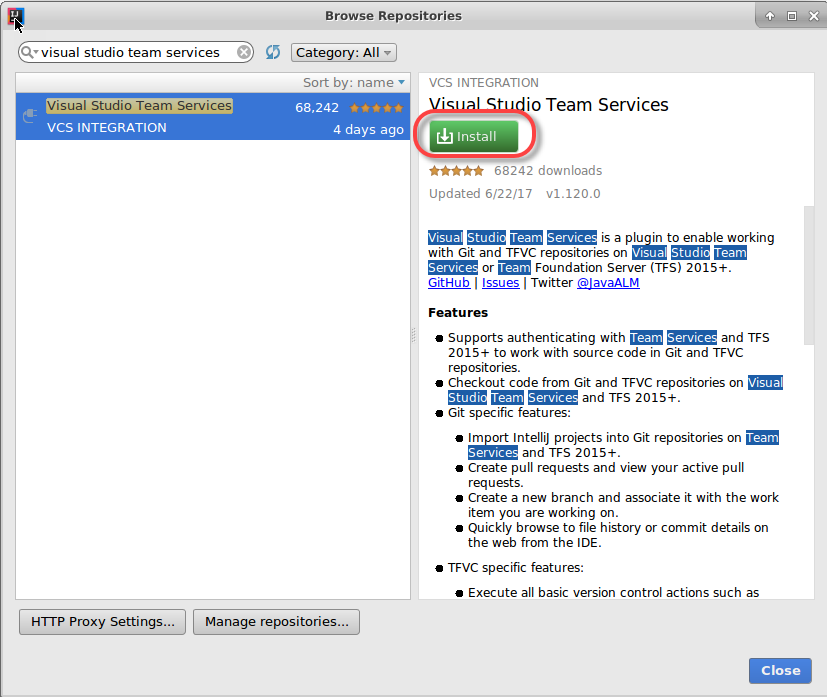 Browse Repositories
visual studio team services
Category: All
Sort by: name
Visual Studio Team Services 68,242
VCS INTEGRATION 4 days ago
VCS INTEGRATION
Visual Studio Team Services
Install
68242 downloads
Updated 6/22/17 v1.120.0
Visual Studio Team Services is a plugin to enable working
with Git and TFVC repositories on Visual Studio Team
Services or Team Foundation Server (TFS) 2015+.
GitHub | Issues | Twitter @JavaALM
Features
Supports authenticating with Team Services and TFS
2015+ to work with source code in Git and TFVC
repositories.
Checkout code from Git and TFVC repositories on Visual
Studio Team Services and TFS 2015+.
Git specific features:
Import IntelliJ projects into Git repositories on Team
Services and TFS 2015+.
Create pull requests and view your active pull
requests.
Create a new branch and associate it with the work
item you are working on.
Quickly browse to file history or commit details on
the web from the IDE.
TFVC specific features:
Execute all basic version control actions such as
HTTP Proxy Settings...
Manage repositories...
Close